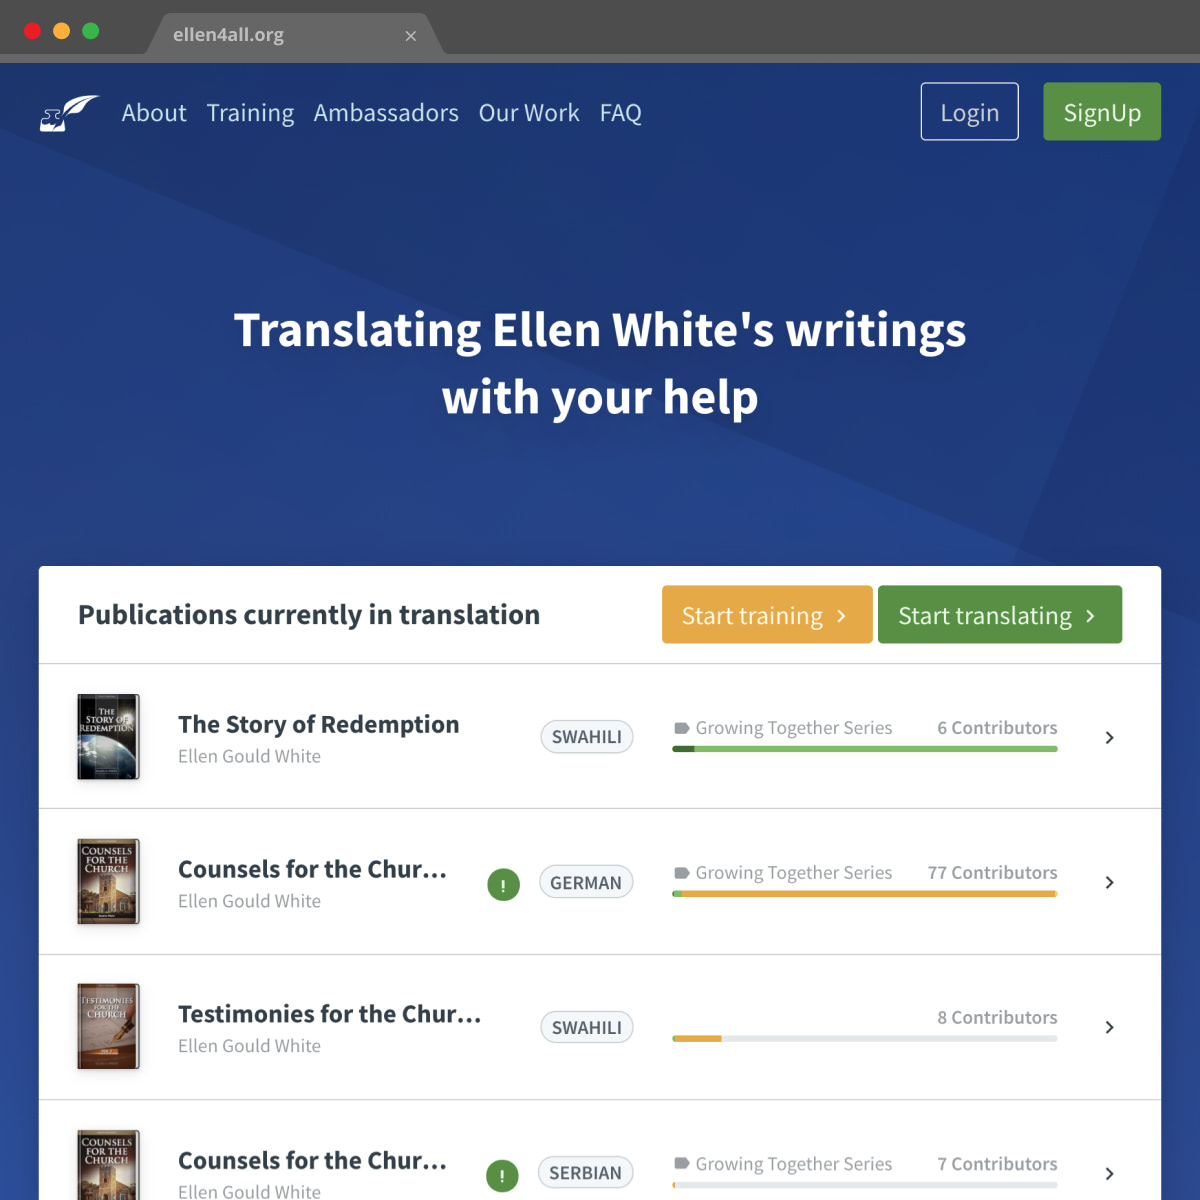 ellen4all.org
About Training Ambassadors Our Work FAQ Login SignUp
Translating Ellen White's writings
with your help
Publications currently in translation Start training Start translating
THE
STORY OF
REDEMPTION
The Story of Redemption
Ellen Gould White
SWAHILI
Growing Together Series 6 Contributors
COUNSELS
FOR THE
CHURCH
Counsels for the Chur...
Ellen Gould White
! GERMAN
Growing Together Series 77 Contributors
TESTIMONIES
FOR THE
CHURCH
Testimonies for the Chur...
Ellen Gould White
SWAHILI
8 Contributors
COUNSELS
FOR THE
CHURCH
Counsels for the Chur...
Ellen Gould White
! SERBIAN
Growing Together Series 7 Contributors